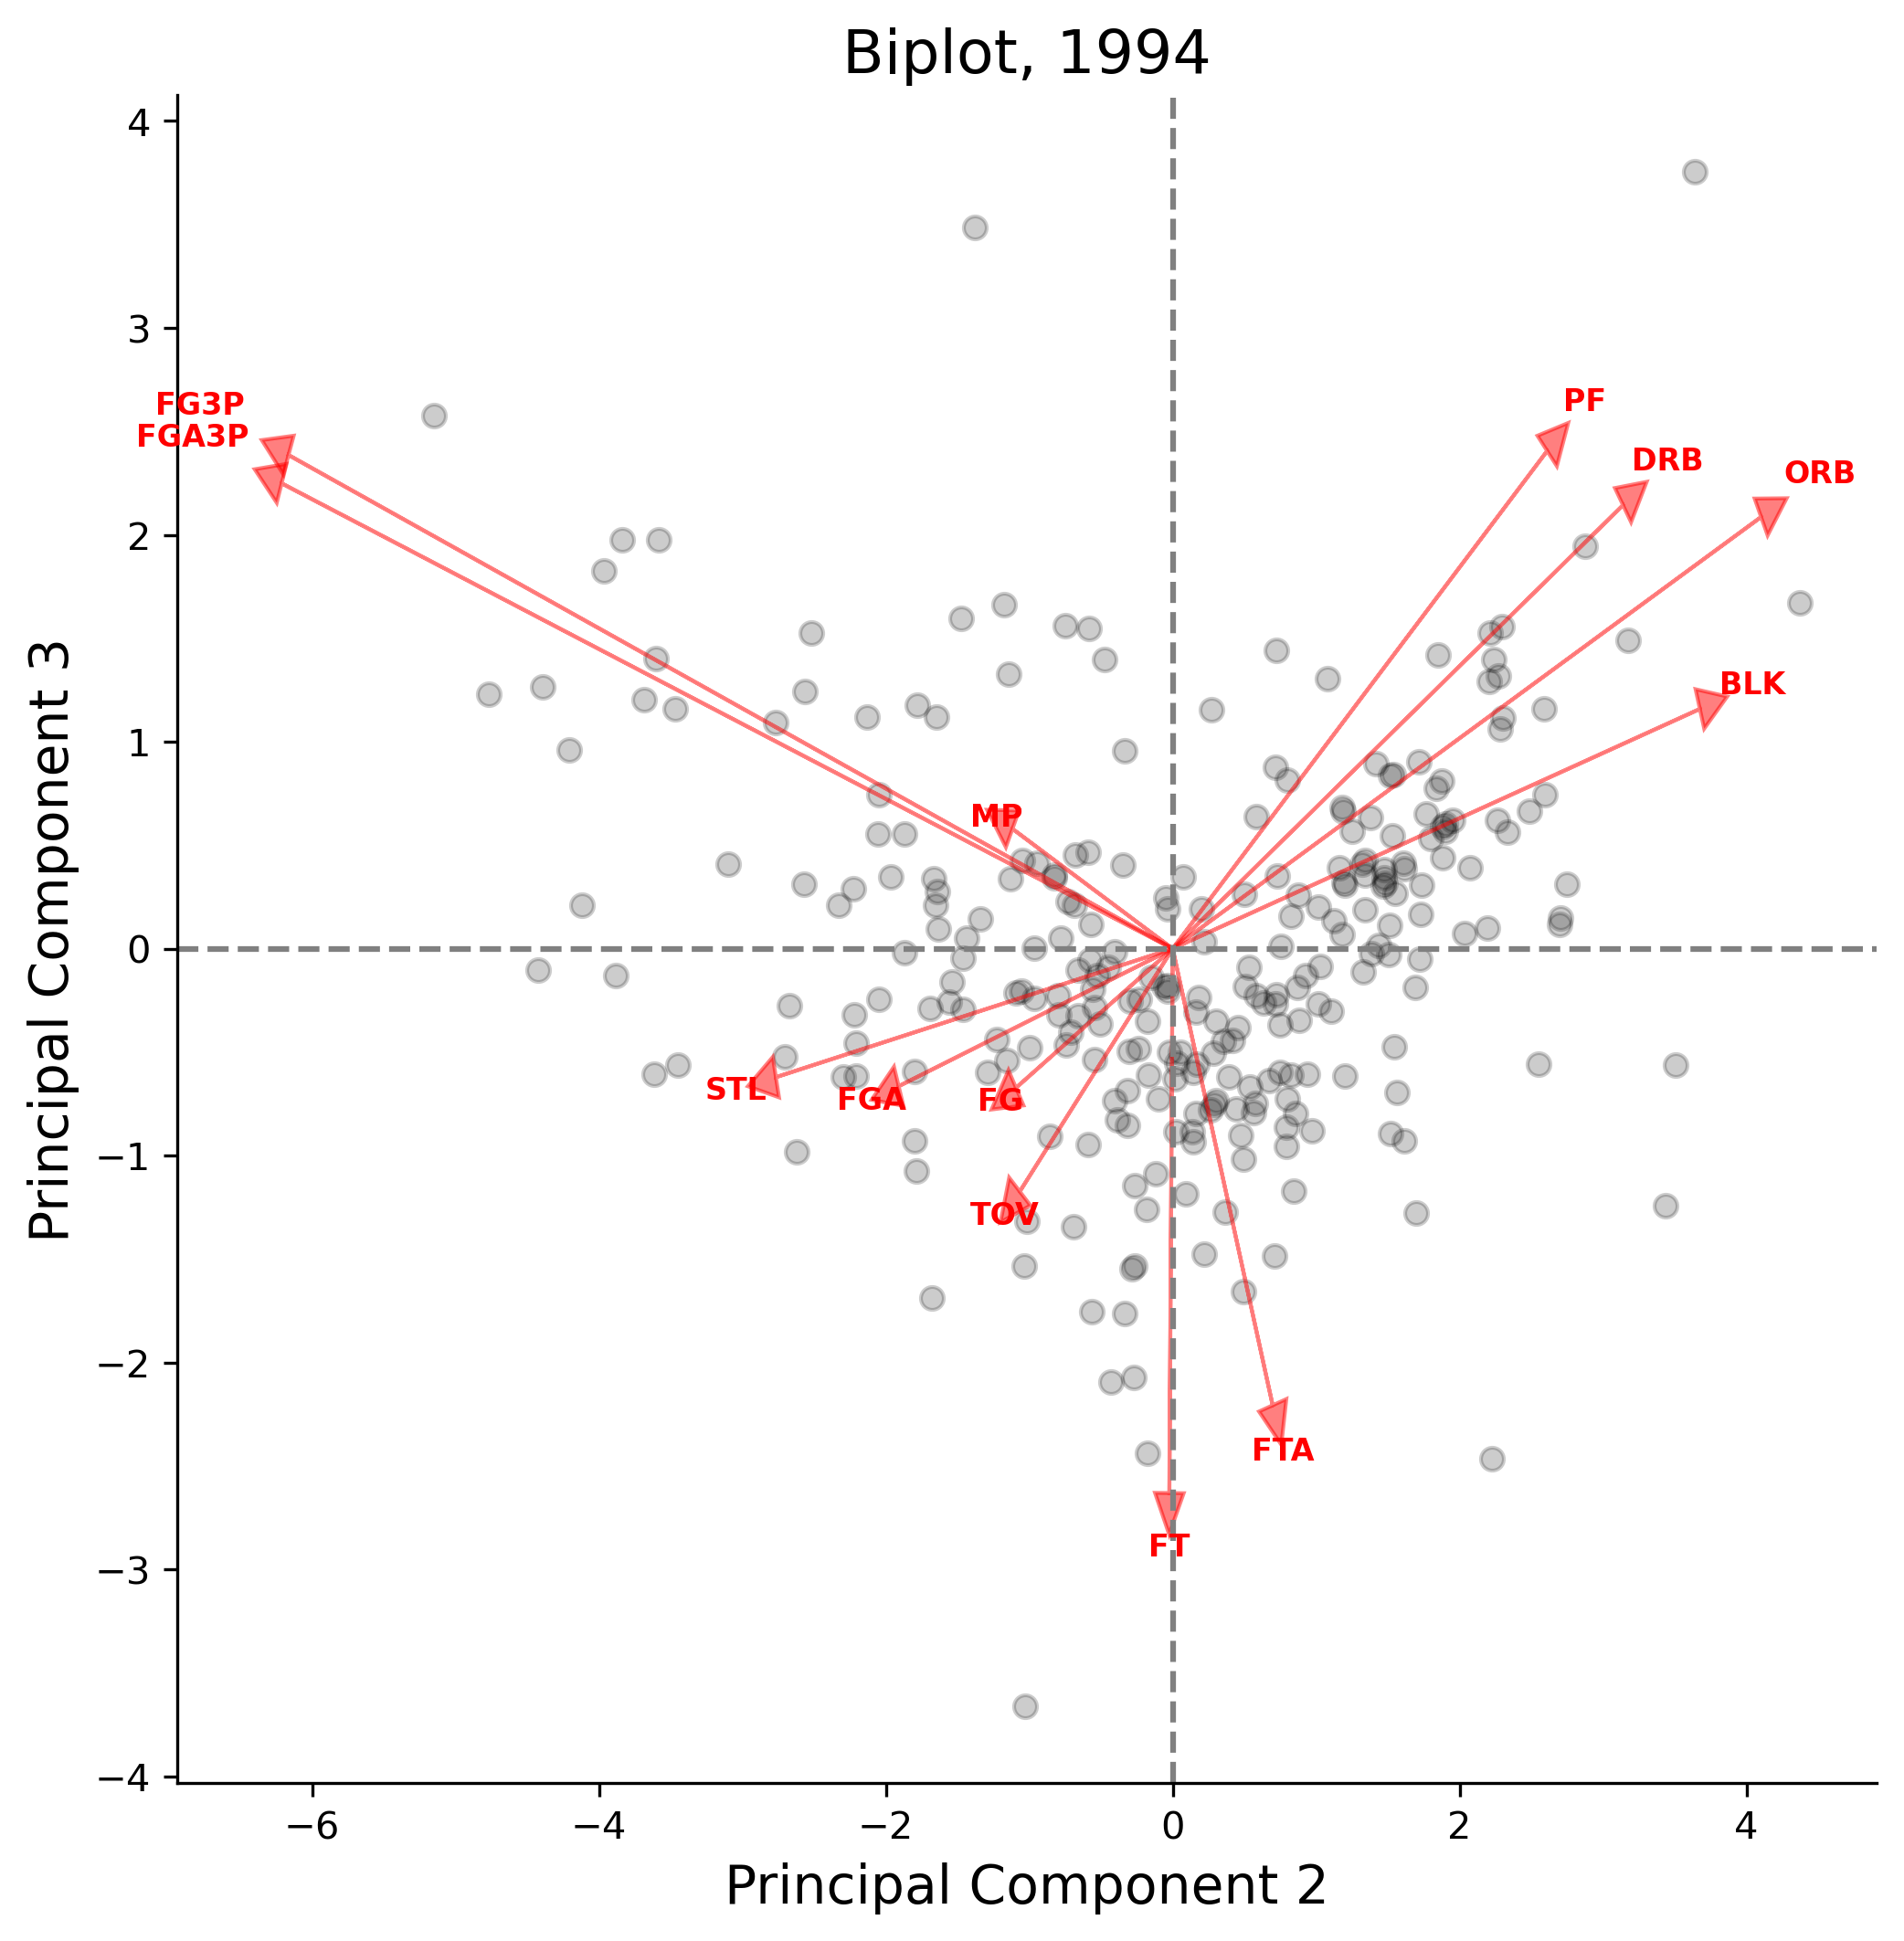 Biplot, 1994
Principal Component 3
4
3
2
1
0
−1
−2
−3
−4
FG3P
FGA3P
PF
DRB
ORB
BLK
MP
STL
FGA
FG
TOV
FTA
FT
−6
−4
−2
0
2
4
Principal Component 2